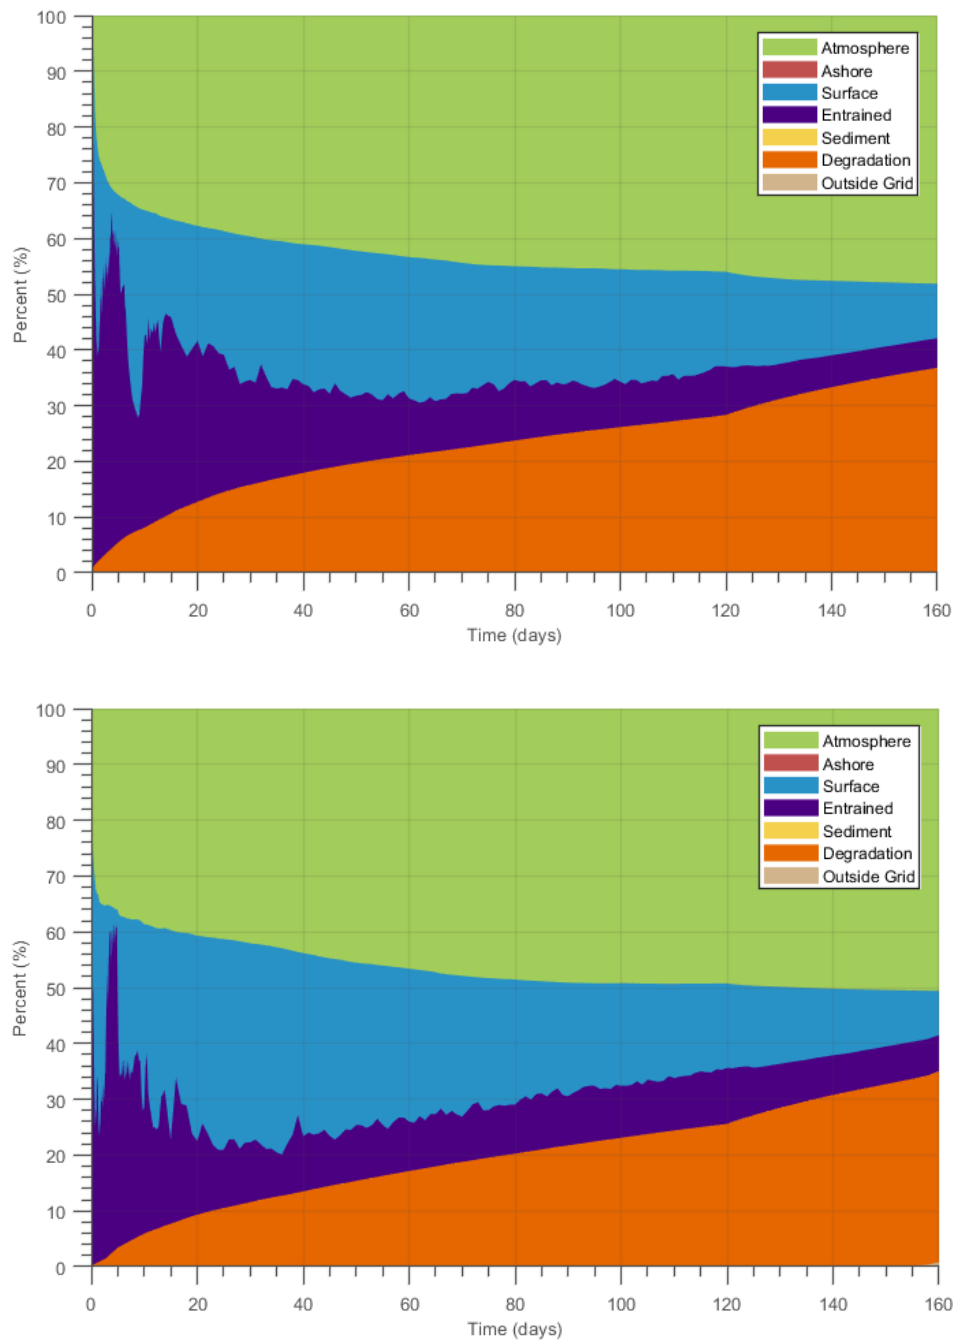 100
90
80
70
60
50
40
30
20
10
0
Percent (%)
Atmosphere
Ashore
Surface
Entrained
Sediment
Degradation
Outside Grid
0 20 40 60 80 100 120 140 160
Time (days)
100
90
80
70
60
50
40
30
20
10
0
Percent (%)
Atmosphere
Ashore
Surface
Entrained
Sediment
Degradation
Outside Grid
0 20 40 60 80 100 120 140 160
Time (days)